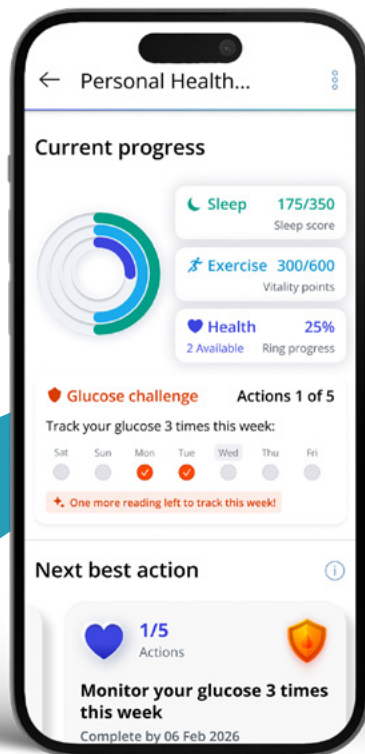 Personal Health...
Current progress
Sleep 175/350
Sleep score
Exercise 300/600
Vitality points
Health 25%
2 Available Ring progress
Glucose challenge Actions 1 of 5
Track your glucose 3 times this week:
Sat Sun Mon Tue Wed Thu Fri
One more reading left to track this week!
Next best action
1/5
Actions
Monitor your glucose 3 times
this week
Complete by 06 Feb 2026